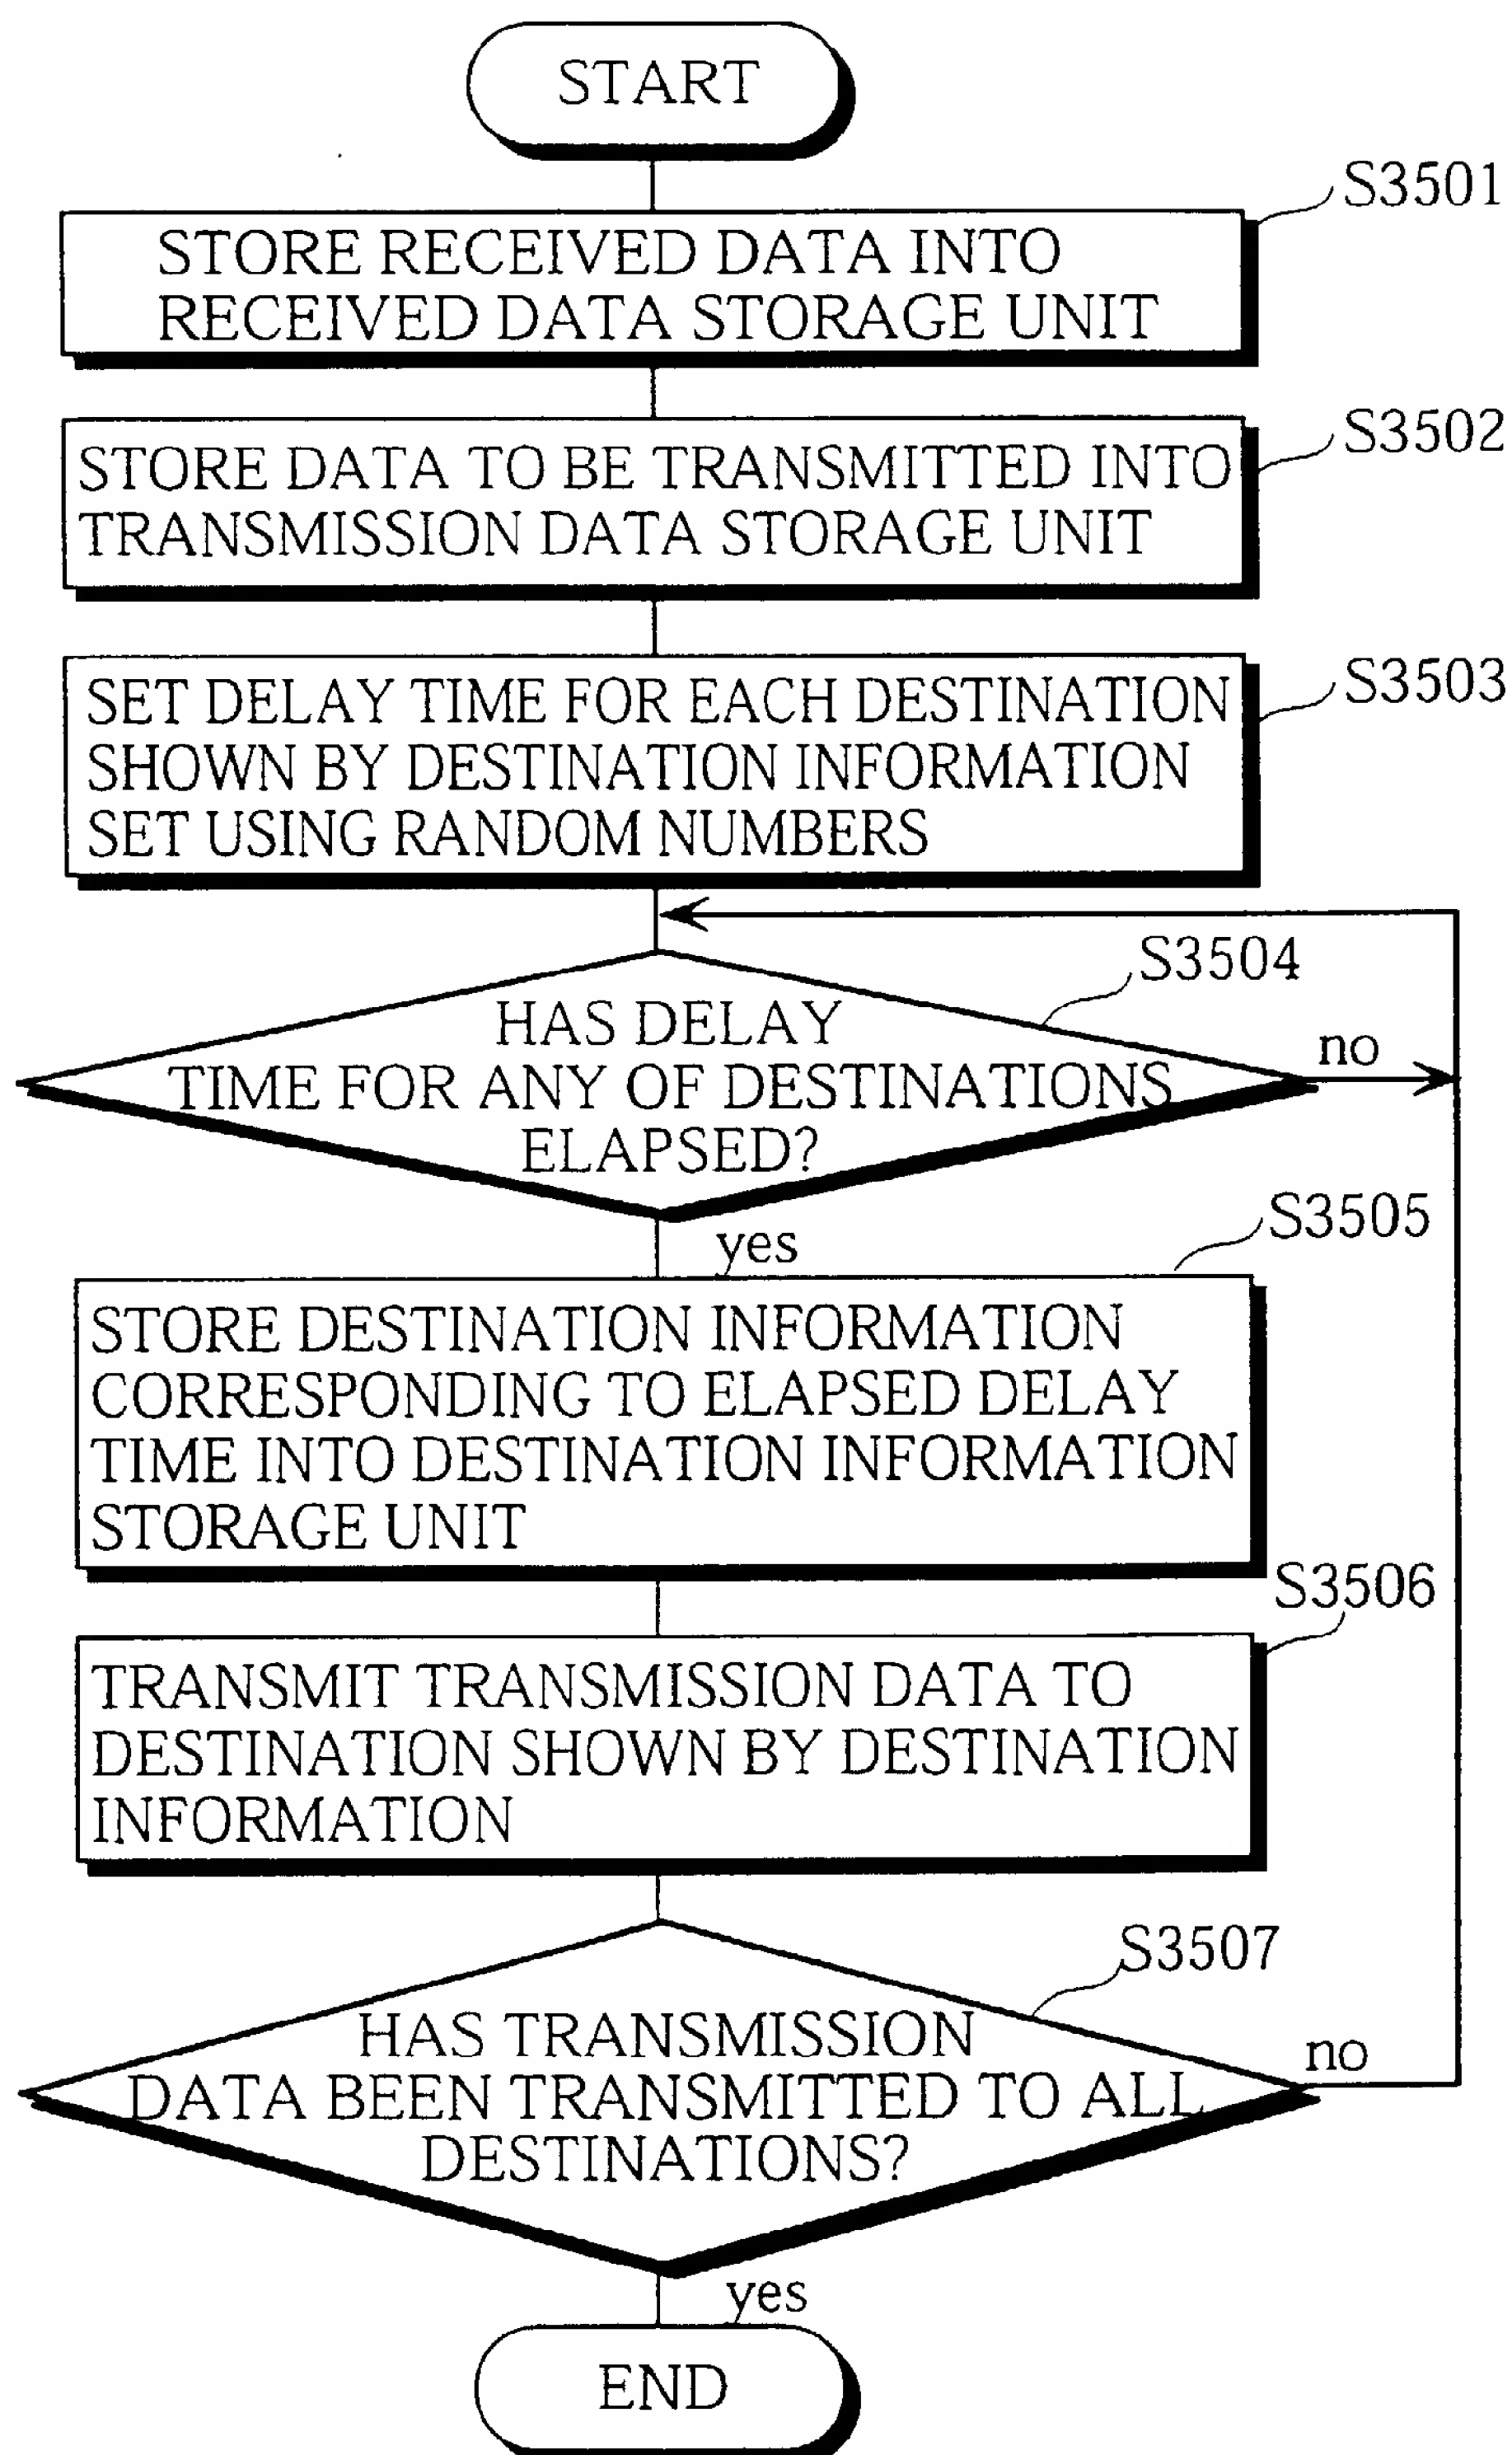 START
S3501
STORE RECEIVED DATA INTO
RECEIVED DATA STORAGE UNIT
S3502
STORE DATA TO BE TRANSMITTED INTO
TRANSMISSION DATA STORAGE UNIT
S3503
SET DELAY TIME FOR EACH DESTINATION
SHOWN BY DESTINATION INFORMATION
SET USING RANDOM NUMBERS
S3504
HAS DELAY
TIME FOR ANY OF DESTINATIONS
ELAPSED?
no
yes
S3505
STORE DESTINATION INFORMATION
CORRESPONDING TO ELAPSED DELAY
TIME INTO DESTINATION INFORMATION
STORAGE UNIT
S3506
TRANSMIT TRANSMISSION DATA TO
DESTINATION SHOWN BY DESTINATION
INFORMATION
S3507
HAS TRANSMISSION
DATA BEEN TRANSMITTED TO ALL
DESTINATIONS?
no
yes
END